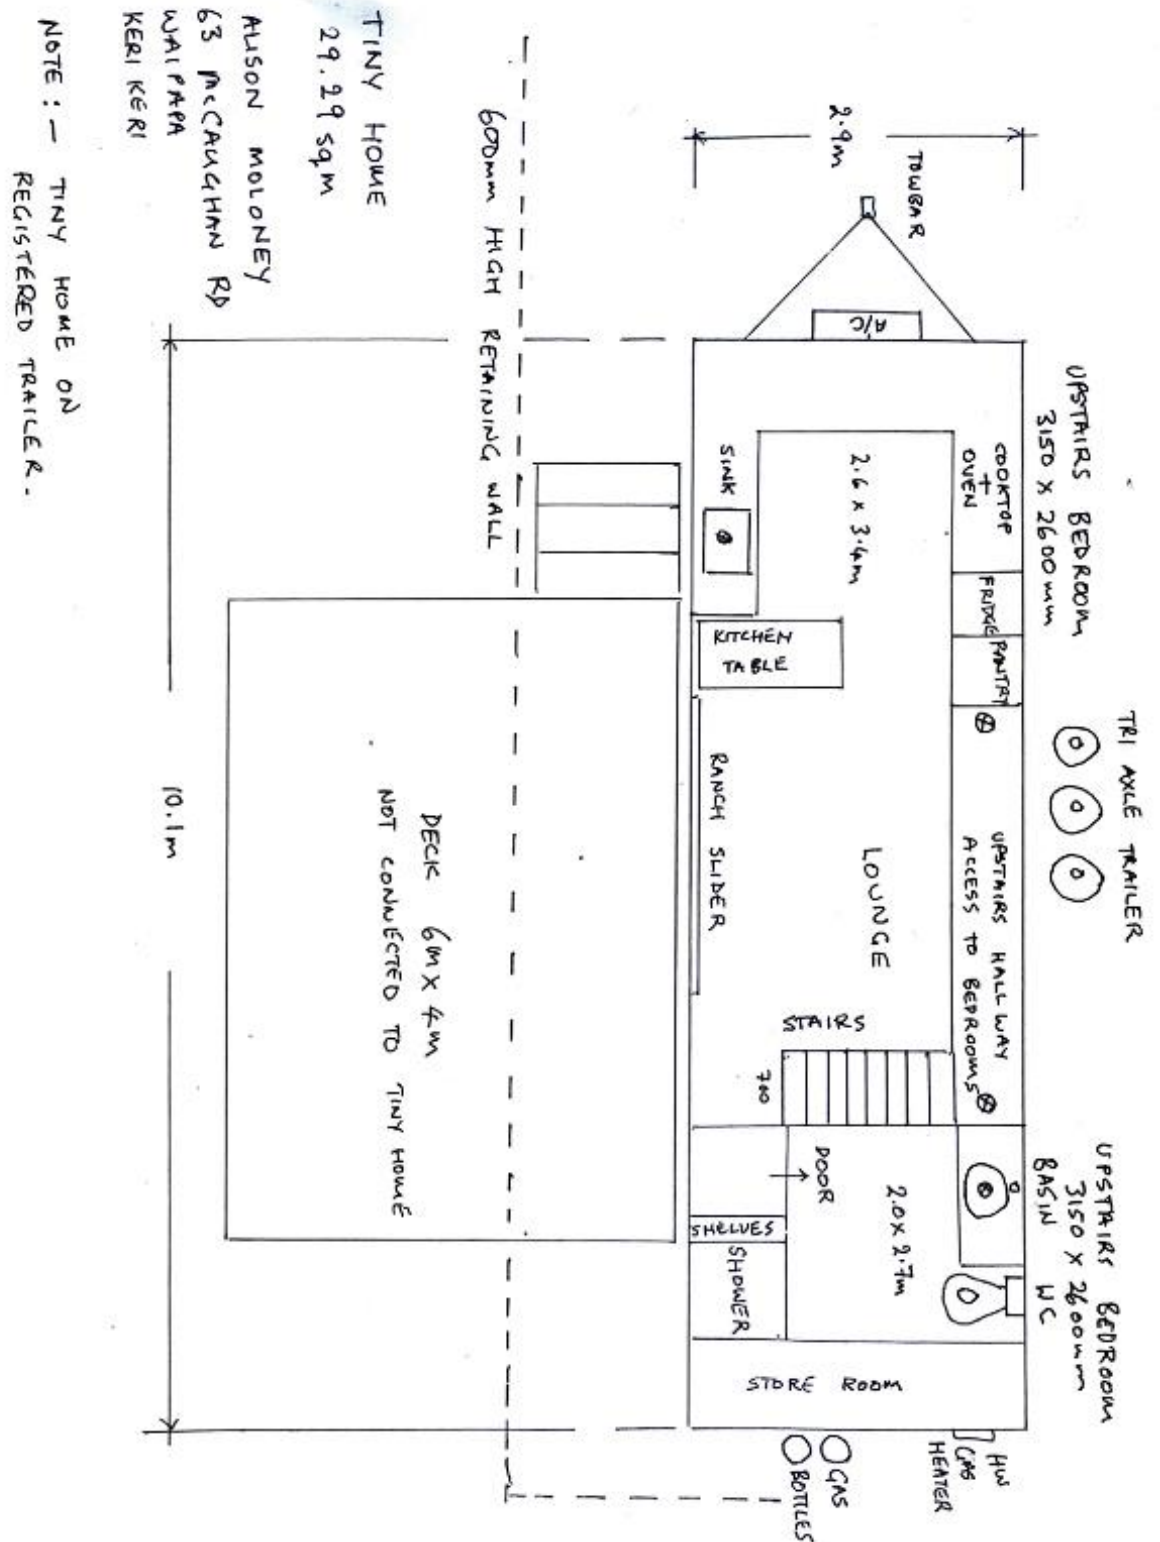 TRI AXLE TRAILER
UPSTAIRS BEDROOM
3150 x 2600mm
UPSTAIRS BEDROOM
3150 x 2600mm
TOWBAR
2.9m
A/C
COOKTOP
+
OVEN
FRIDGE
PANTRY
UPSTAIRS HALLWAY
ACCESS TO BEDROOMS
BASIN
WC
HW
GAS
HEATER
2.6 x 3.4m
LOUNGE
STAIRS
700
DOOR
2.0 x 2.7m
SINK
KITCHEN
TABLE
RANCH SLIDER
SHELVES
SHOWER
STORE ROOM
GAS
BOTTLES
600mm HIGH RETAINING WALL
DECK 6m x 4m
NOT CONNECTED TO TINY HOME
10.1m
TINY HOME
29.29 sqm
ALISON MOLONEY
63 McCAUGHAN RD
WAIPAPA
KERI KERI
NOTE :- TINY HOME ON
REGISTERED TRAILER.